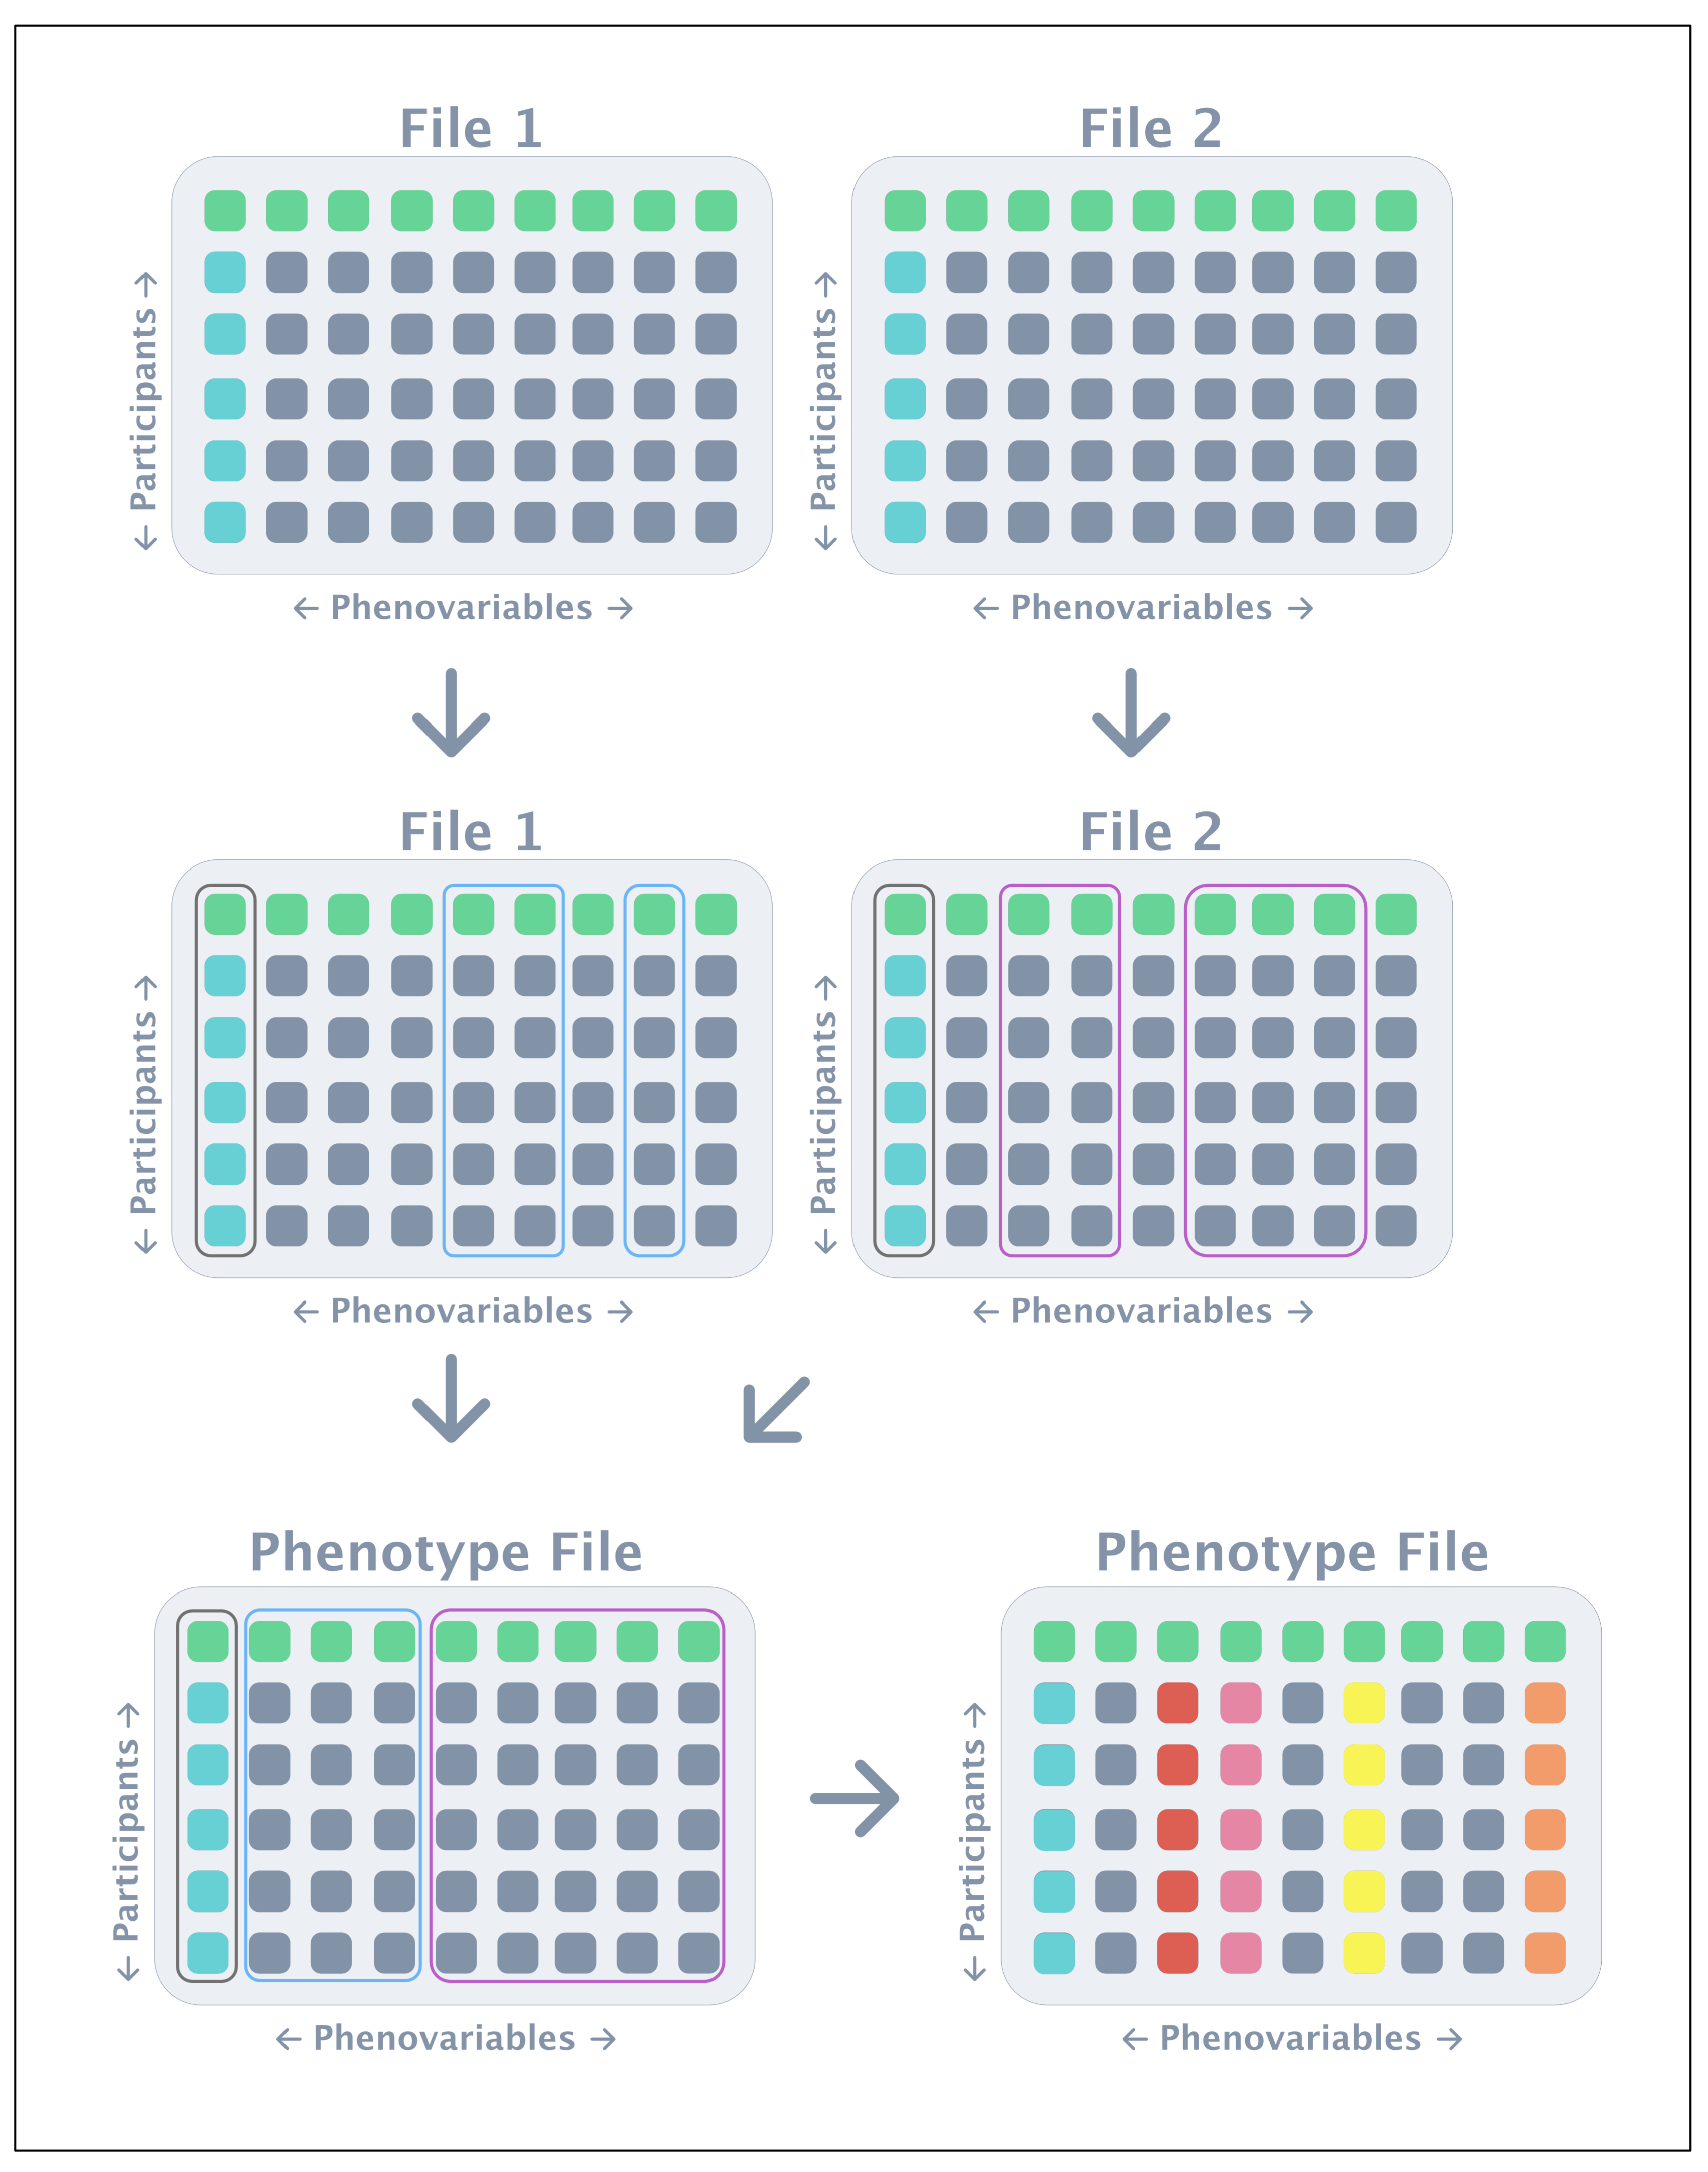 File 1
File 2
← Participants →
← Participants →
← Phenovariables →
← Phenovariables →
File 1
File 2
← Participants →
← Participants →
← Phenovariables →
← Phenovariables →
Phenotype File
Phenotype File
← Participants →
← Participants →
← Phenovariables →
← Phenovariables →